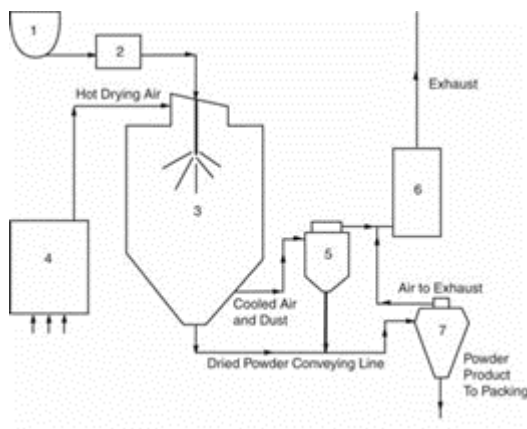 1
2
Hot Drying Air
Exhaust
3
6
4
5
Cooled Air
and Dust
Air to Exhaust
7
Dried Powder Conveying Line
Powder
Product
To Packing